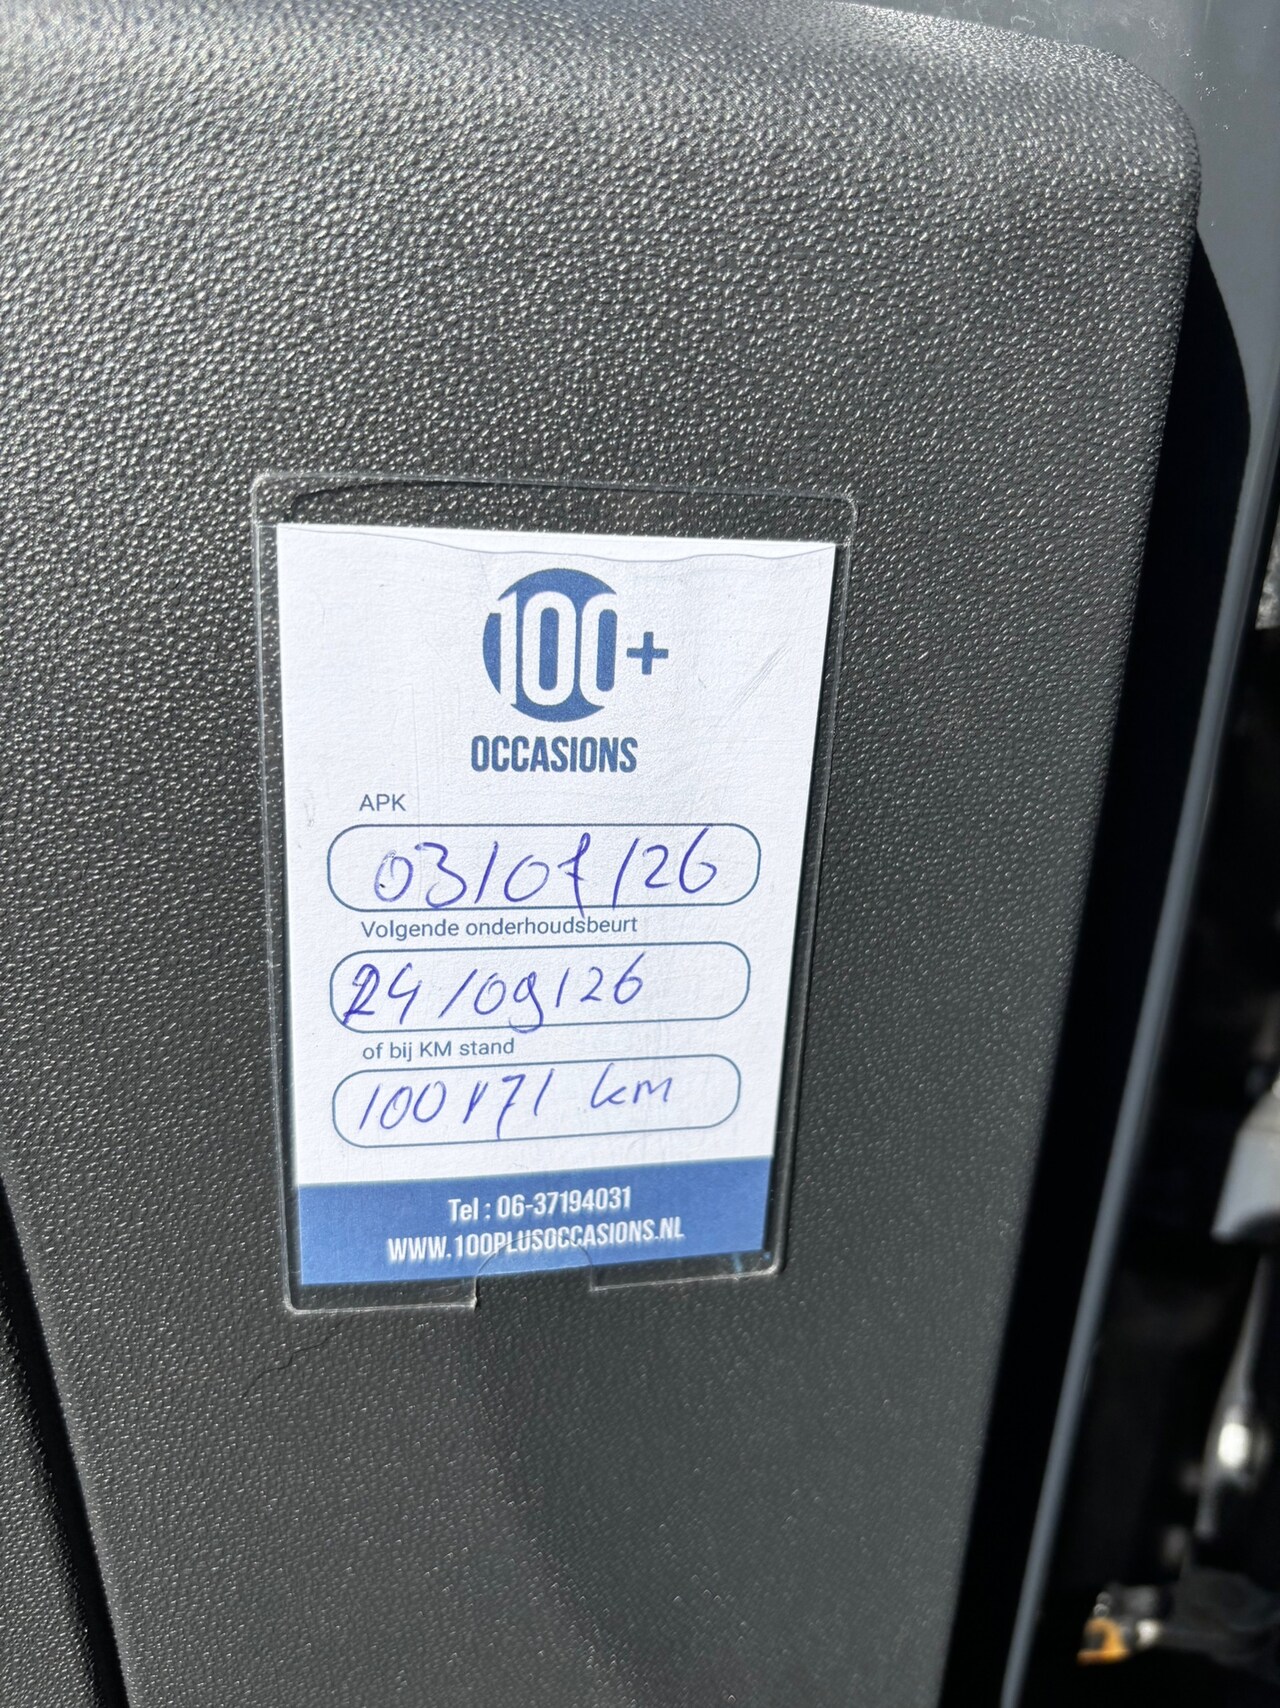 100+
OCCASIONS
APK
03/07/26
Volgende onderhoudsbeurt
24/09/26
of bij KM stand
100171 km
Tel : 06-37194031
WWW.100PLUSOCCASIONS.NL